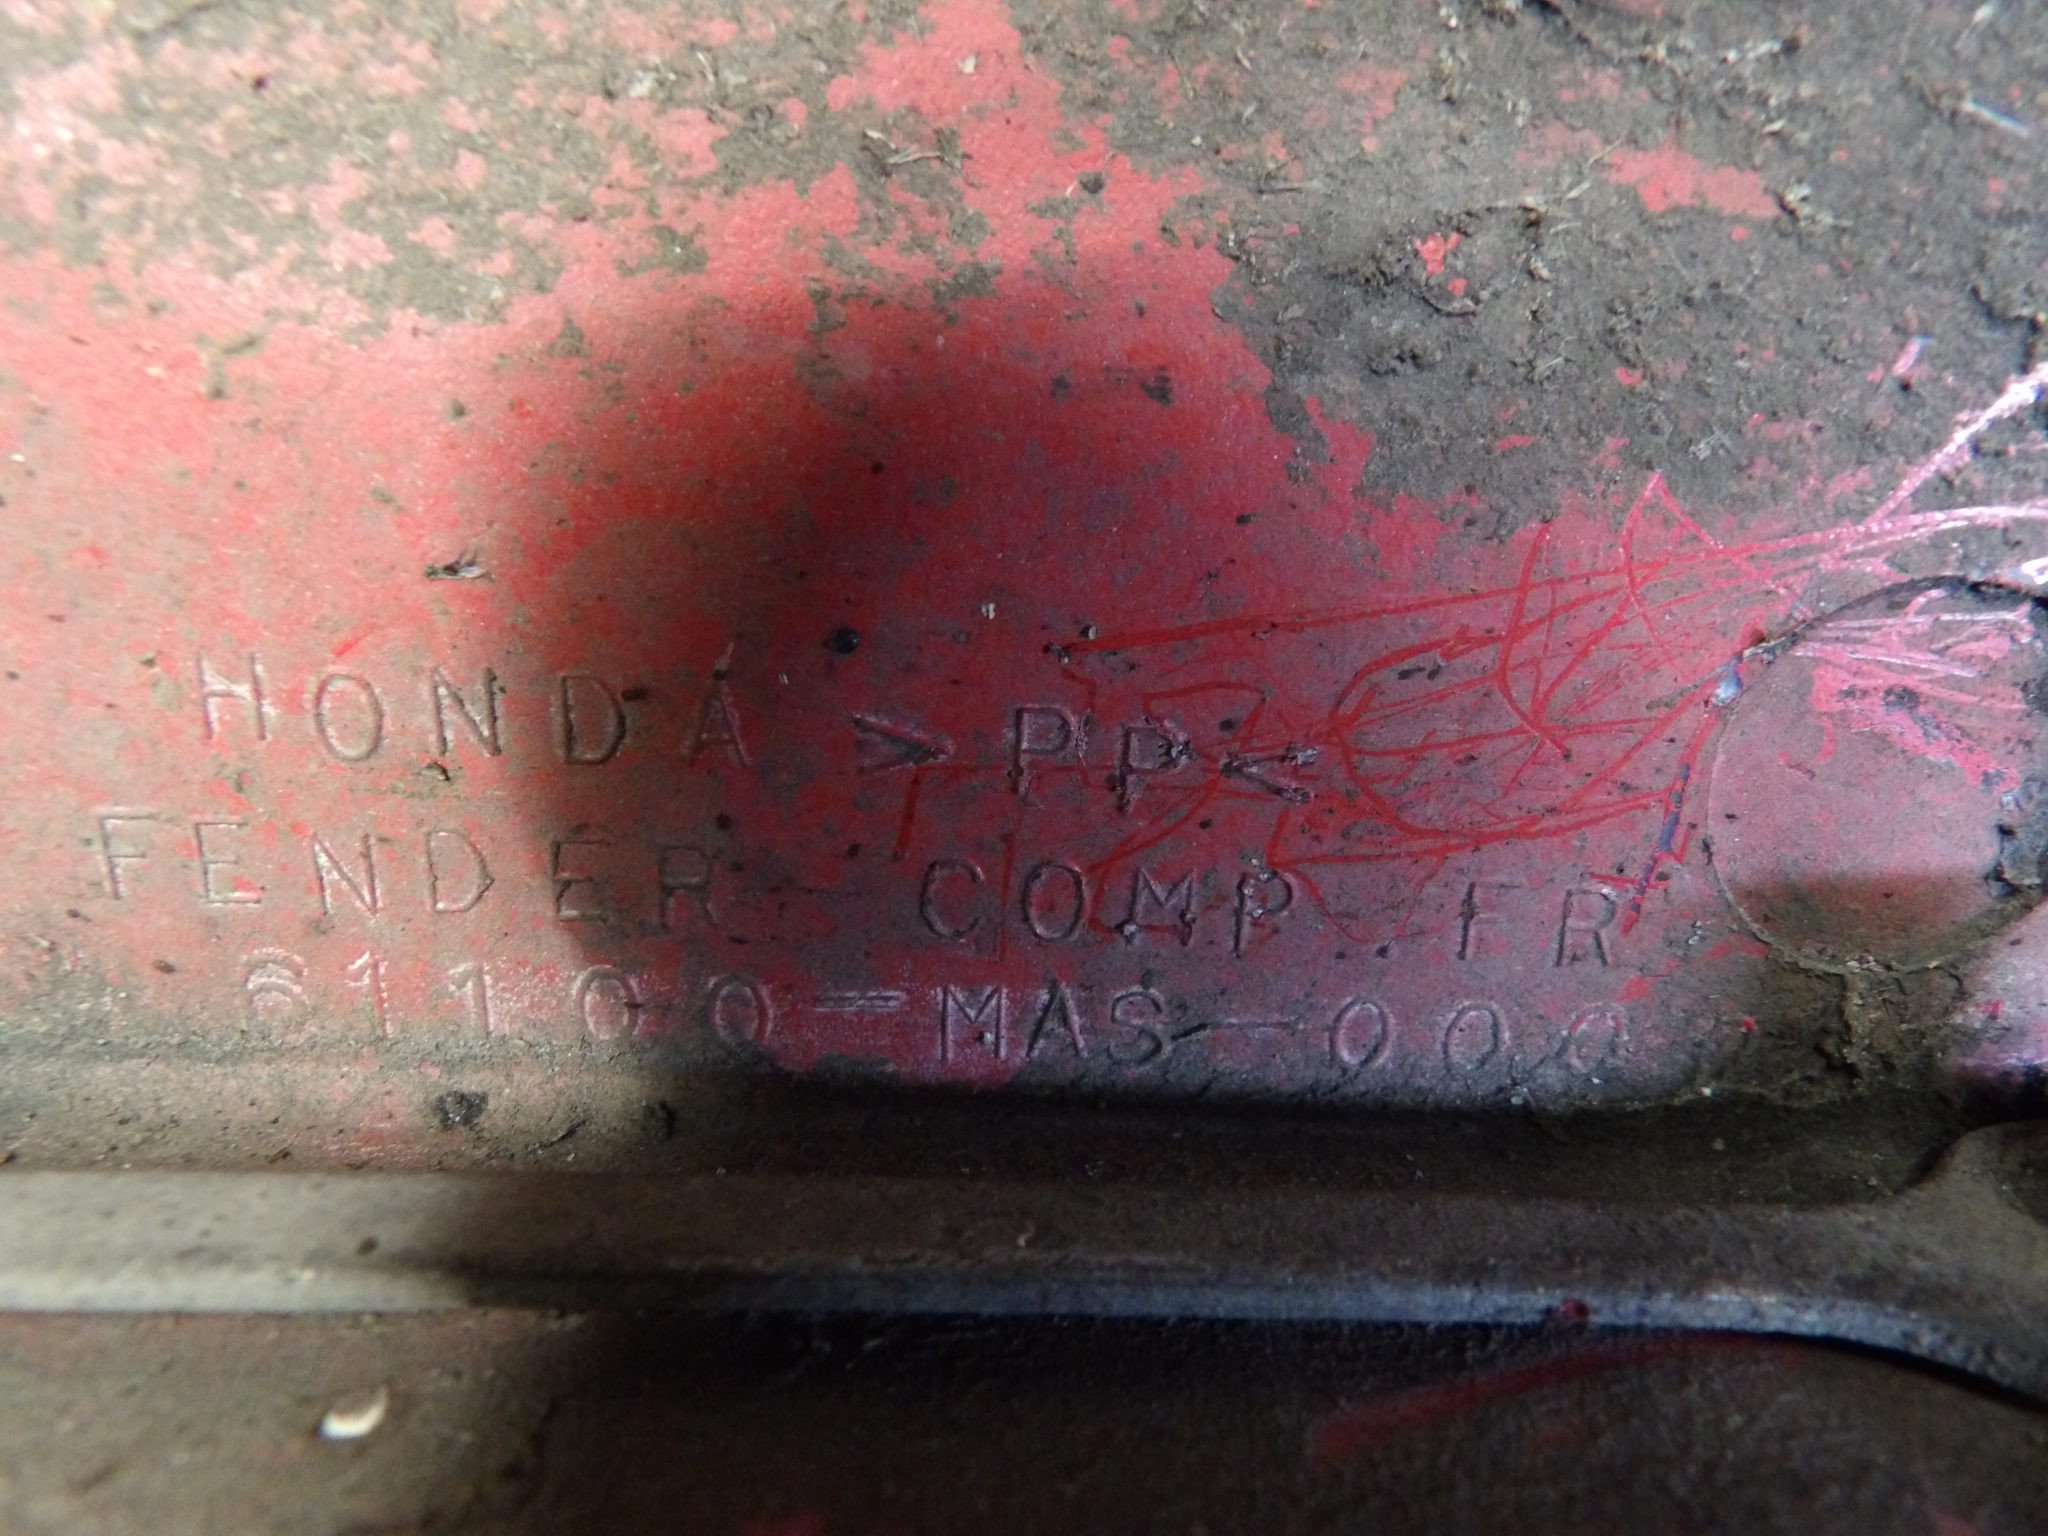 HONDA >PP<
FENDER COMP. FR
61100-MAS-000